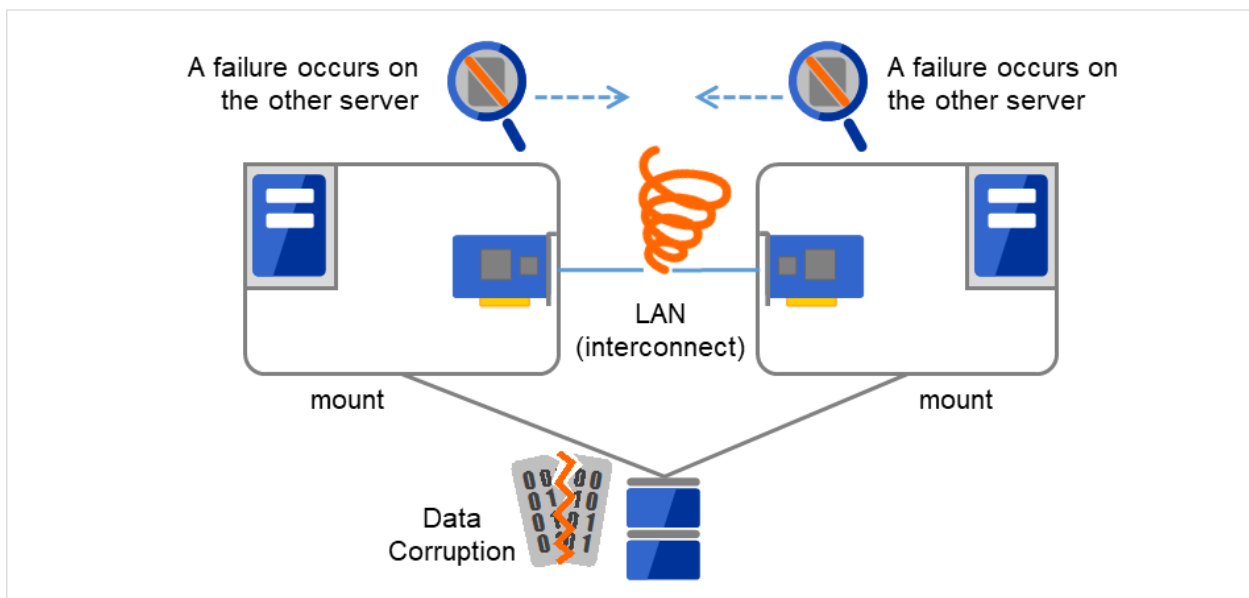 A failure occurs on
the other server
A failure occurs on
the other server
LAN
(interconnect)
mount
mount
Data
Corruption